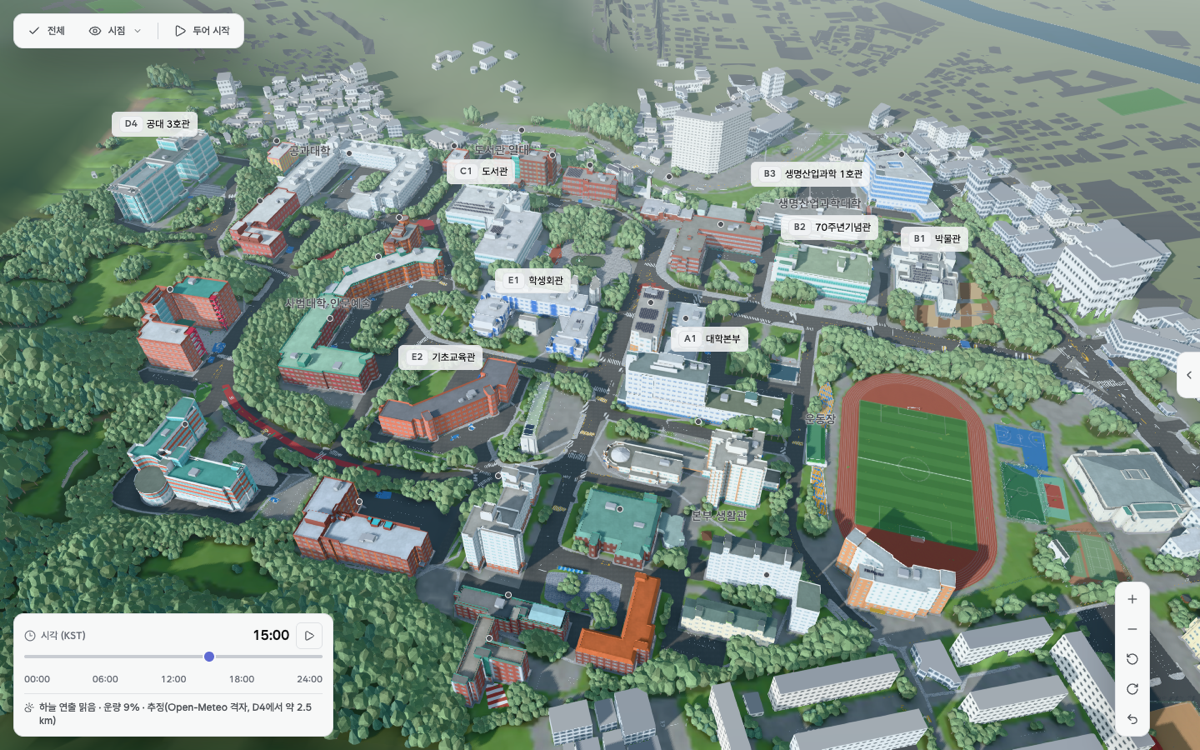 전체
시점
투어 시작
D4 공대 3호관
공과대학
도서관 일대
C1 도서관
B3 생명산업과학 1호관
생명산업과학대학
B2 70주년기념관
B1 박물관
E1 학생회관
사범대학·인문예술
A1 대학본부
E2 기초교육관
운동장
본부·생활관
시각 (KST)
15:00
00:00
06:00
12:00
18:00
24:00
하늘 연출 맑음 · 운량 9% · 추정(Open-Meteo 격자, D4에서 약 2.5
km)